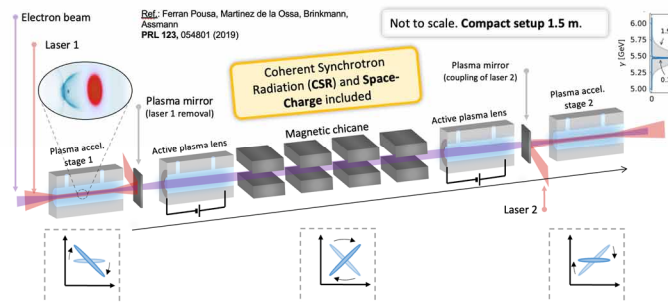 Electron beam
Laser 1
Ref.: Ferran Pousa, Martinez de la Ossa, Brinkmann,
Assmann
PRL 123, 054801 (2019)
Not to scale. Compact setup 1.5 m.
Coherent Synchrotron
Radiation (CSR) and Space-
Charge included
Plasma mirror
(laser 1 removal)
Plasma mirror
(coupling of laser 2)
γ [GeV]
6.00
5.75
5.50
5.25
5.00
0
Plasma accel.
stage 1
Active plasma lens
Magnetic chicane
Active plasma lens
Plasma accel.
stage 2
Laser 2